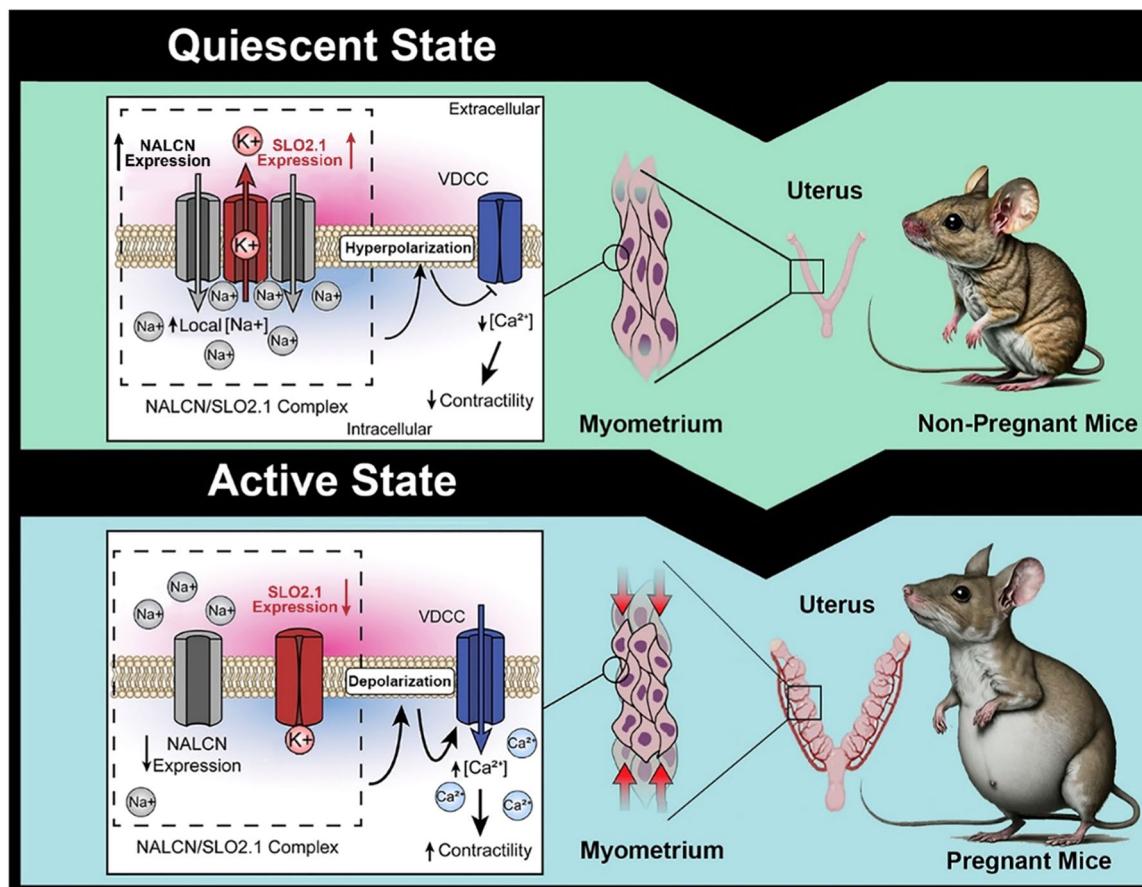 Quiescent State
Extracellular
NALCN
Expression
K+
SLO2.1
Expression
VDCC
K+
Hyperpolarization
Na+
Na+
Na+
Na+
Na+
Na+
Local [Na+]
[Ca²⁺]
Contractility
NALCN/SLO2.1 Complex
Intracellular
Uterus
Myometrium
Non-Pregnant Mice
Active State
Na+
Na+
Na+
SLO2.1
Expression
VDCC
Depolarization
K+
NALCN
Expression
Na+
Ca²⁺
[Ca²⁺]
Ca²⁺
Ca²⁺
Contractility
NALCN/SLO2.1 Complex
Uterus
Myometrium
Pregnant Mice